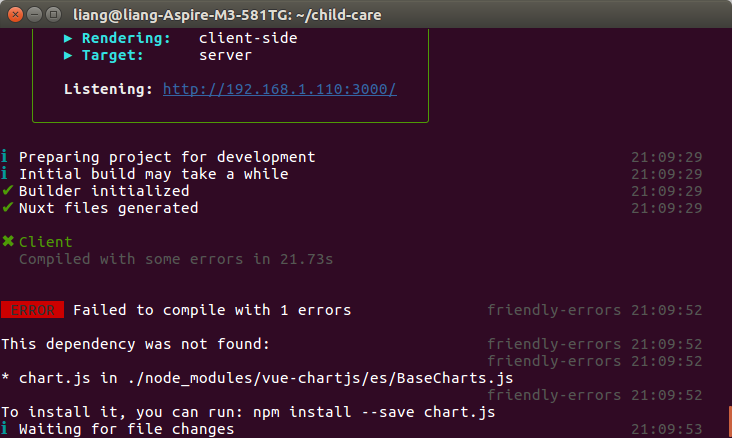 liang@liang-Aspire-M3-581TG: ~/child-care
▶ Rendering: client-side
▶ Target: server
Listening: http://192.168.1.110:3000/
ℹ Preparing project for development 21:09:29
ℹ Initial build may take a while 21:09:29
✔ Builder initialized 21:09:29
✔ Nuxt files generated 21:09:29
✖ Client
Compiled with some errors in 21.73s
ERROR Failed to compile with 1 errors friendly-errors 21:09:52
This dependency was not found: friendly-errors 21:09:52
friendly-errors 21:09:52
* chart.js in ./node_modules/vue-chartjs/es/BaseCharts.js
friendly-errors 21:09:52
To install it, you can run: npm install --save chart.js
ℹ Waiting for file changes 21:09:53